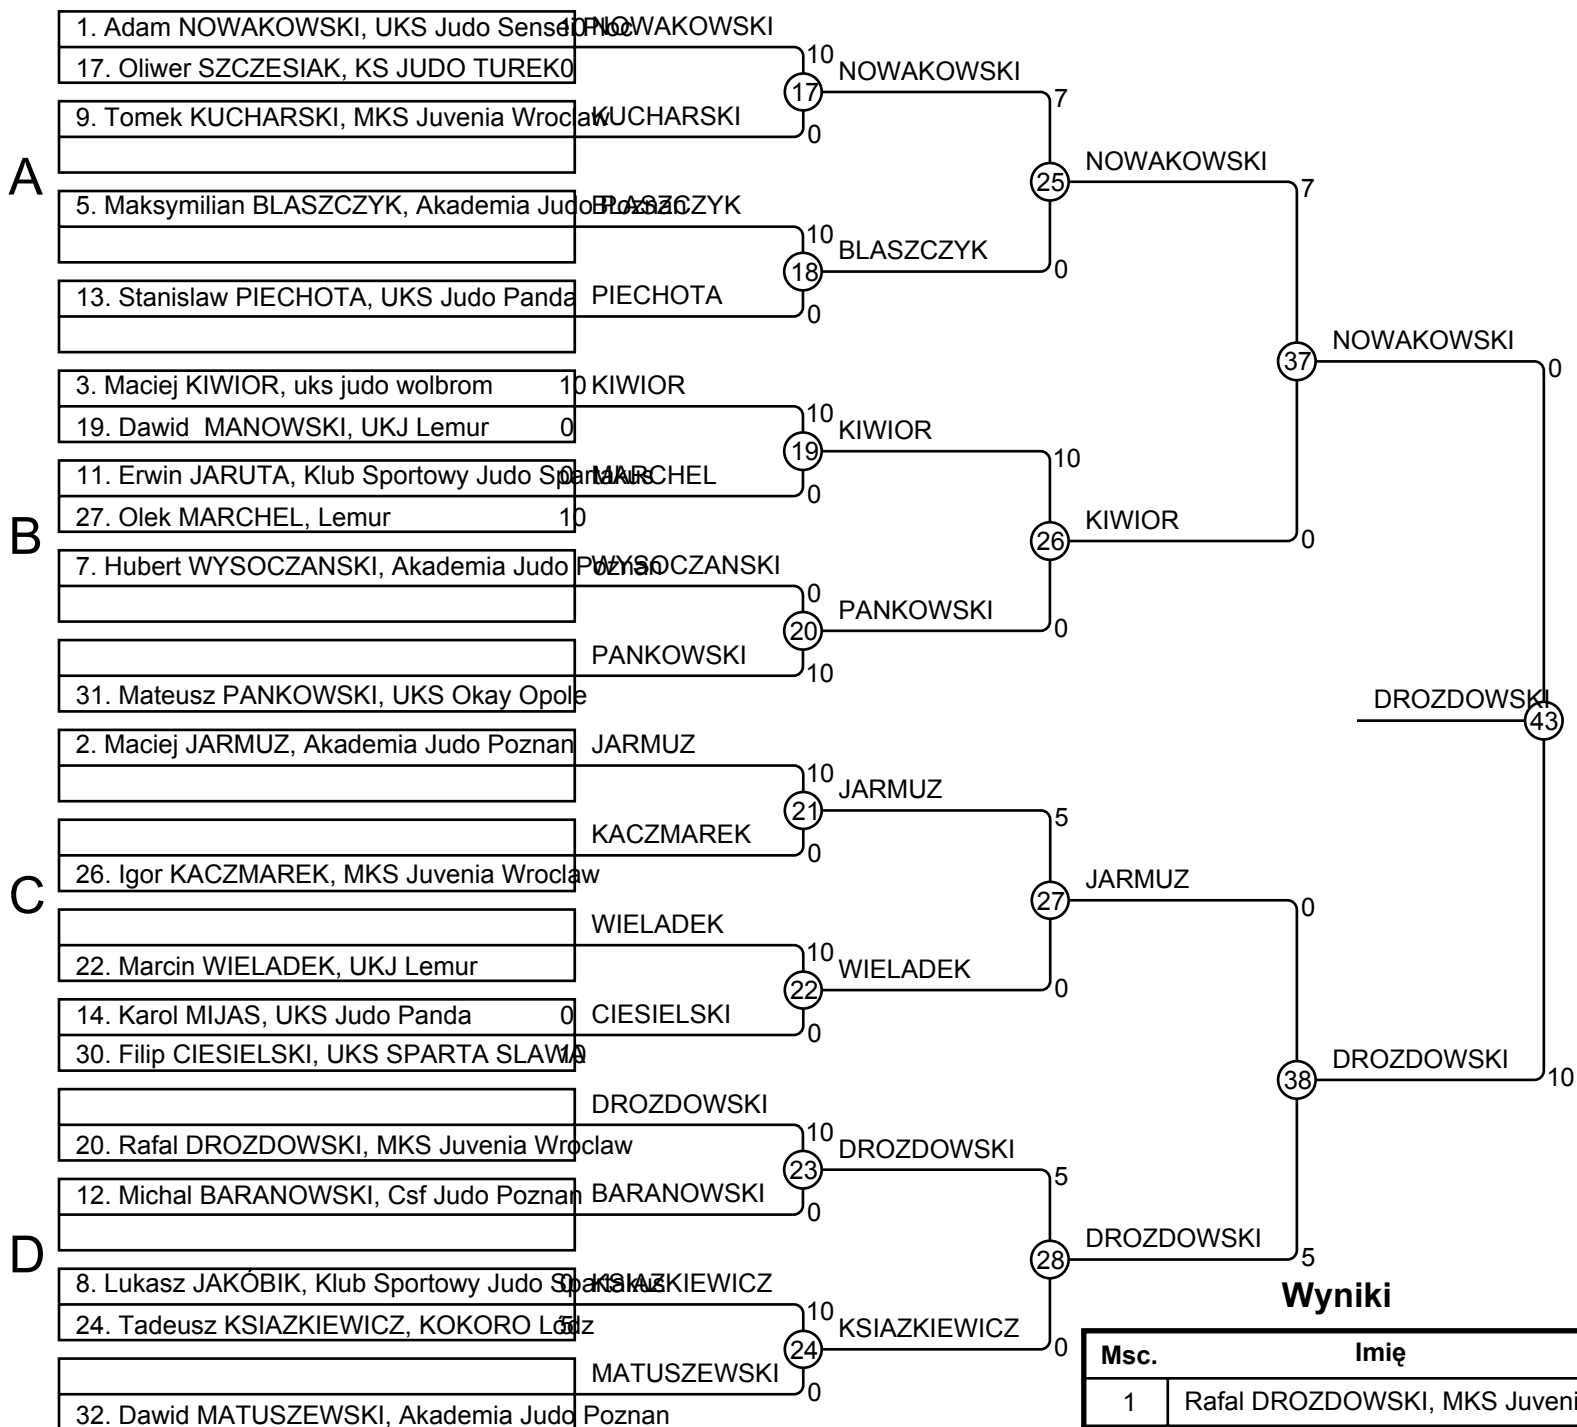 1. Adam NOWAKOWSKI, UKS Judo Sensei Plock 10 NOWAKOWSKI
17. Oliwer SZCZESIAK, KS JUDO TUREK 0
10
17
NOWAKOWSKI
9. Tomek KUCHARSKI, MKS Juvenia Wroclaw KUCHARSKI
0
7
A
25
NOWAKOWSKI
5. Maksymilian BLASZCZYK, Akademia Judo Poznan BLASZCZYK
10
18
BLASZCZYK
0
13. Stanislaw PIECHOTA, UKS Judo Panda PIECHOTA
0
7
37
NOWAKOWSKI
0
3. Maciej KIWIOR, uks judo wolbrom 10 KIWIOR
19. Dawid MANOWSKI, UKJ Lemur 0
10
19
KIWIOR
11. Erwin JARUTA, Klub Sportowy Judo Spartakus 0 MARCHEL
27. Olek MARCHEL, Lemur 10
0
10
B
26
KIWIOR
0
7. Hubert WYSOCZANSKI, Akademia Judo Poznan WYSOCZANSKI
0
20
PANKOWSKI
0
PANKOWSKI
31. Mateusz PANKOWSKI, UKS Okay Opole
10
DROZDOWSKI
43
2. Maciej JARMUZ, Akademia Judo Poznan JARMUZ
10
21
JARMUZ
KACZMAREK
26. Igor KACZMAREK, MKS Juvenia Wroclaw
0
5
C
27
JARMUZ
0
WIELADEK
22. Marcin WIELADEK, UKJ Lemur
10
22
WIELADEK
0
14. Karol MIJAS, UKS Judo Panda 0 CIESIELSKI
30. Filip CIESIELSKI, UKS SPARTA SLAWA 10
0
38
DROZDOWSKI
10
DROZDOWSKI
20. Rafal DROZDOWSKI, MKS Juvenia Wroclaw
10
23
DROZDOWSKI
12. Michal BARANOWSKI, Csf Judo Poznan BARANOWSKI
0
5
D
28
DROZDOWSKI
5
8. Lukasz JAKÓBIK, Klub Sportowy Judo Spartakus 0 KSIAZKIEWICZ
24. Tadeusz KSIAZKIEWICZ, KOKORO Lódz 5
10
24
KSIAZKIEWICZ
0
MATUSZEWSKI
32. Dawid MATUSZEWSKI, Akademia Judo Poznan
0
Wyniki
Msc. Imię
1 Rafal DROZDOWSKI, MKS Juveni